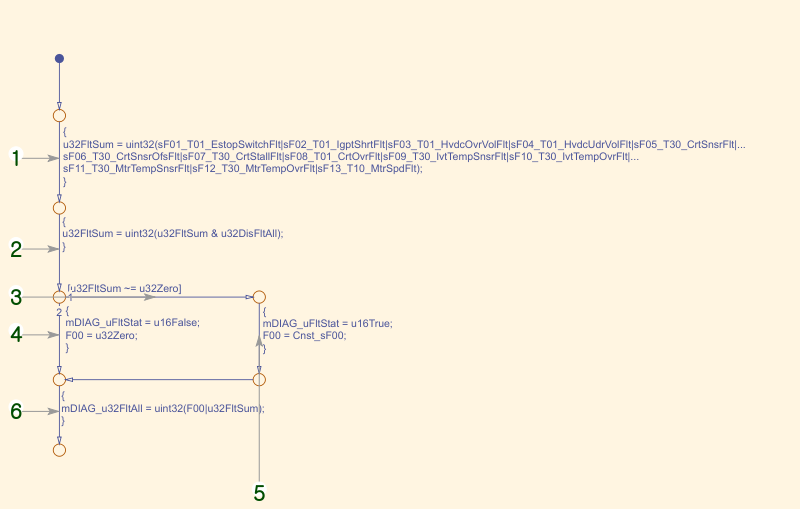 1
{
u32FltSum = uint32(sF01_T01_EstopSwitchFlt|sF02_T01_IgptShrtFlt|sF03_T01_HvdcOvrVolFlt|sF04_T01_HvdcUdrVolFlt|sF05_T30_CrtSnsrFlt|...
sF06_T30_CrtSnsrOfsFlt|sF07_T30_CrtStallFlt|sF08_T01_CrtOvrFlt|sF09_T30_IvtTempSnsrFlt|sF10_T30_IvtTempOvrFlt|...
sF11_T30_MtrTempSnsrFlt|sF12_T30_MtrTempOvrFlt|sF13_T10_MtrSpdFlt);
}
2
{
u32FltSum = uint32(u32FltSum & u32DisFltAll);
}
3
[u32FltSum ~= u32Zero]
1
2
4
{
mDIAG_uFltStat = u16False;
F00 = u32Zero;
}
{
mDIAG_uFltStat = u16True;
F00 = Cnst_sF00;
}
6
{
mDIAG_u32FltAll = uint32(F00|u32FltSum);
}
5